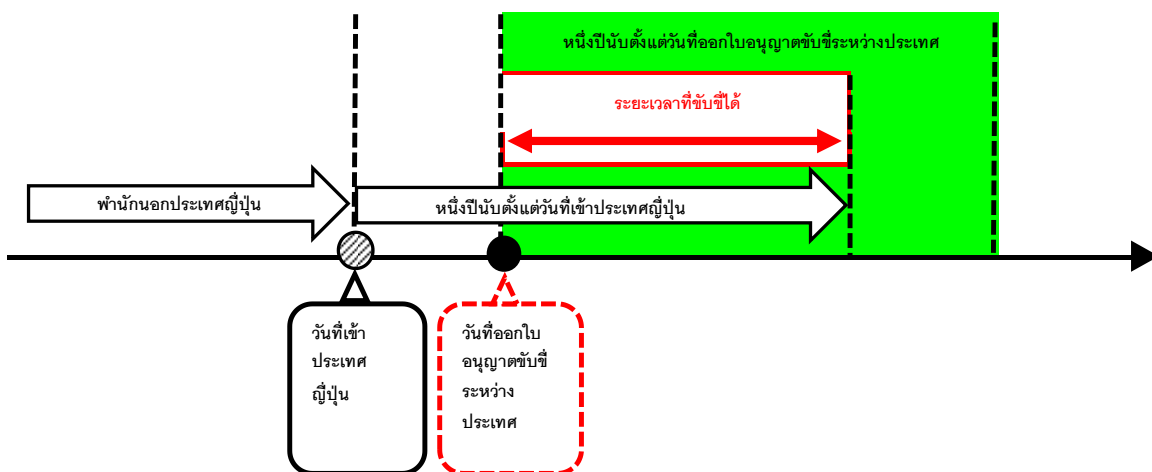 หนึ่งปีนับตั้งแต่วันที่ออกใบอนุญาตขับขี่ระหว่างประเทศ
ระยะเวลาที่ขับขี่ได้
พำนักนอกประเทศญี่ปุ่น
หนึ่งปีนับตั้งแต่วันที่เข้าประเทศญี่ปุ่น
วันที่เข้า
ประเทศ
ญี่ปุ่น
วันที่ออกใบ
อนุญาตขับขี่
ระหว่าง
ประเทศ